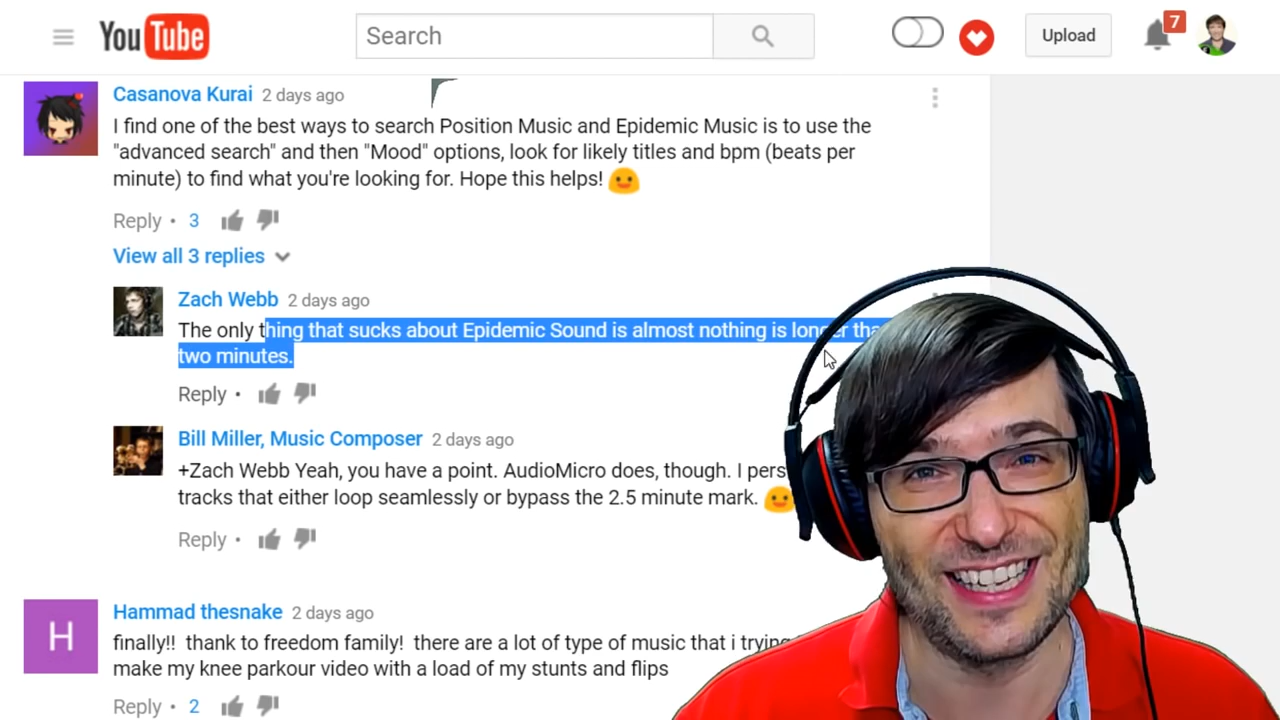 YouTube
Search
Upload
7
Casanova Kurai 2 days ago
I find one of the best ways to search Position Music and Epidemic Music is to use the
"advanced search" and then "Mood" options, look for likely titles and bpm (beats per
minute) to find what you're looking for. Hope this helps!
Reply • 3
View all 3 replies
Zach Webb 2 days ago
The only thing that sucks about Epidemic Sound is almost nothing is longer
two minutes.
Reply •
Bill Miller, Music Composer 2 days ago
+Zach Webb Yeah, you have a point. AudioMicro does, though. I
tracks that either loop seamlessly or bypass the 2.5 minute mark.
Reply •
H
Hammad thesnake 2 days ago
finally!! thank to freedom family! there are a lot of type of music that i
make my knee parkour video with a load of my stunts and flips
Reply • 2